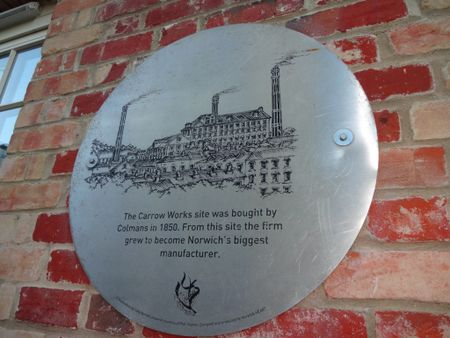 The Carrow Works site was bought by
Colmans in 1850. From this site the firm
grew to become Norwich's biggest
manufacturer.